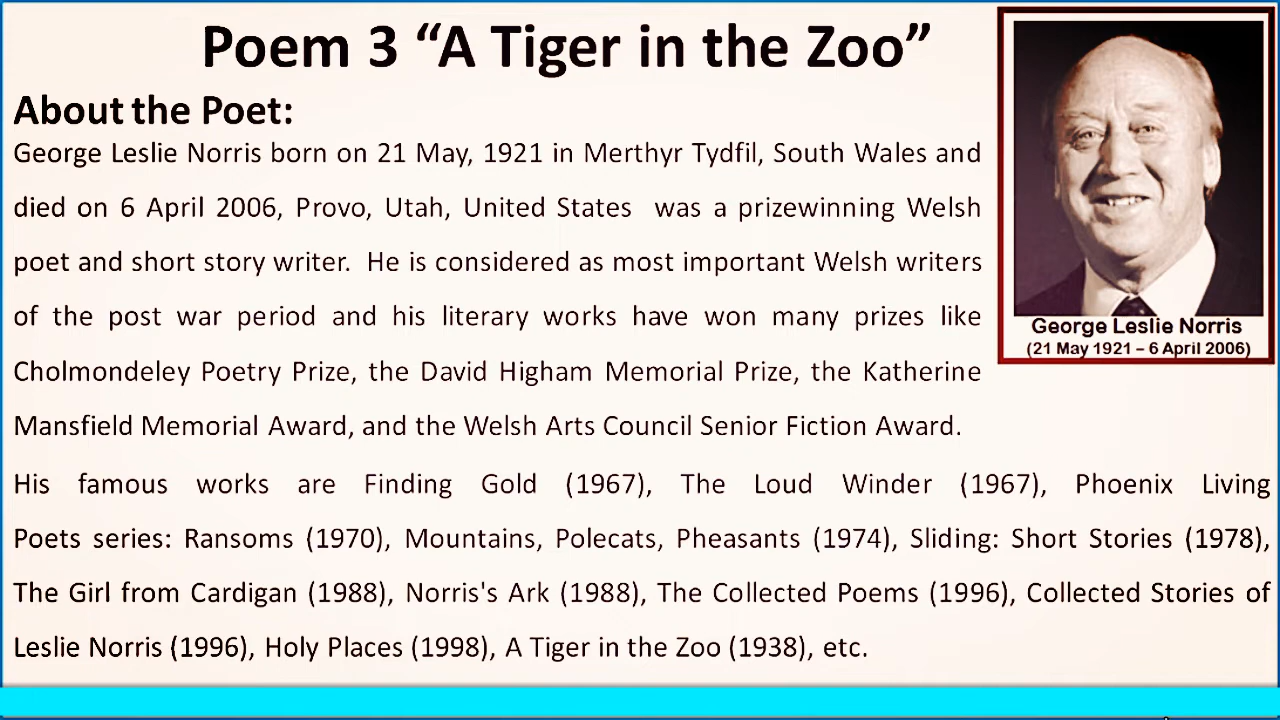 Poem 3 “A Tiger in the Zoo”
About the Poet:
George Leslie Norris born on 21 May, 1921 in Merthyr Tydfil, South Wales and
died on 6 April 2006, Provo, Utah, United States was a prizewinning Welsh
poet and short story writer. He is considered as most important Welsh writers
of the post war period and his literary works have won many prizes like
Cholmondeley Poetry Prize, the David Higham Memorial Prize, the Katherine
Mansfield Memorial Award, and the Welsh Arts Council Senior Fiction Award.
George Leslie Norris
(21 May 1921 – 6 April 2006)
His famous works are Finding Gold (1967), The Loud Winder (1967), Phoenix Living
Poets series: Ransoms (1970), Mountains, Polecats, Pheasants (1974), Sliding: Short Stories (1978),
The Girl from Cardigan (1988), Norris's Ark (1988), The Collected Poems (1996), Collected Stories of
Leslie Norris (1996), Holy Places (1998), A Tiger in the Zoo (1938), etc.